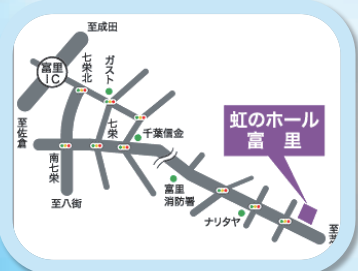 至成田
富里
IC
七栄北
ガスト
至佐倉
七栄
千葉信金
虹のホール
富里
南七栄
至八街
富里
消防署
ナリタヤ
至